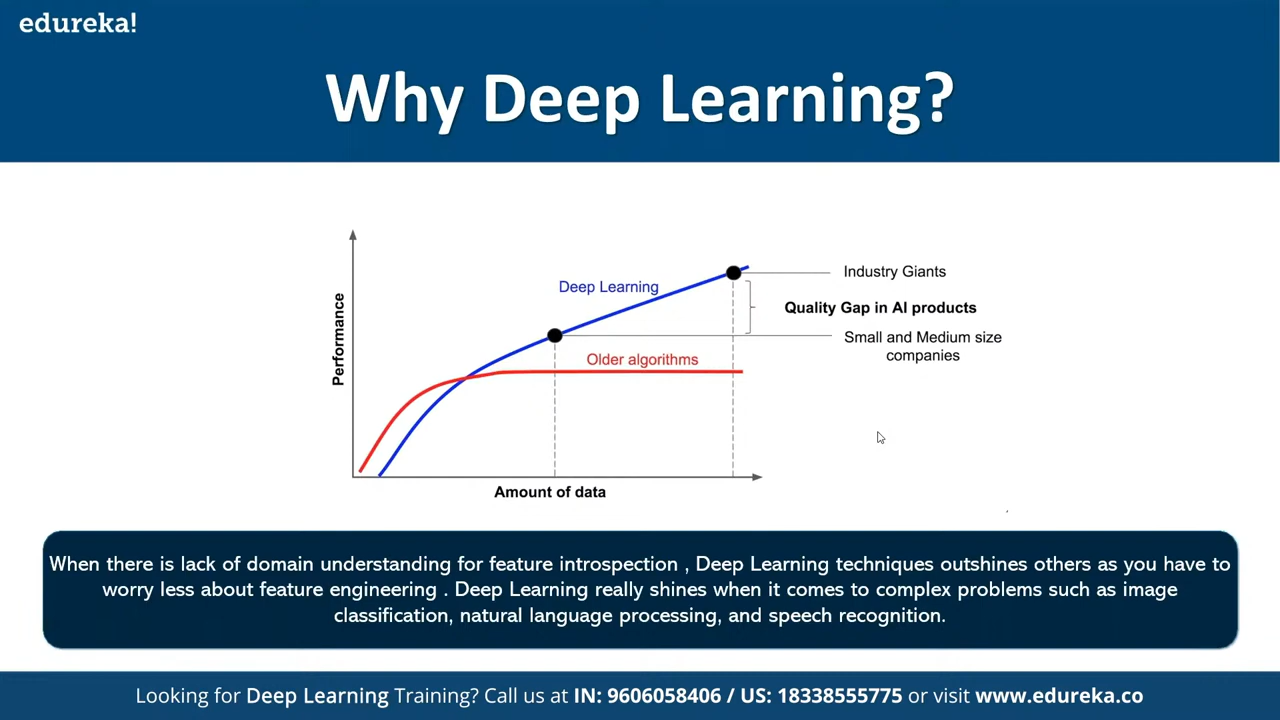 edureka!
Why Deep Learning?
Deep Learning
Industry Giants
Quality Gap in AI products
Small and Medium size
companies
Older algorithms
Performance
Amount of data
When there is lack of domain understanding for feature introspection , Deep Learning techniques outshines others as you have to
worry less about feature engineering . Deep Learning really shines when it comes to complex problems such as image
classification, natural language processing, and speech recognition.
Looking for Deep Learning Training? Call us at IN: 9606058406 / US: 18338555775 or visit www.edureka.co